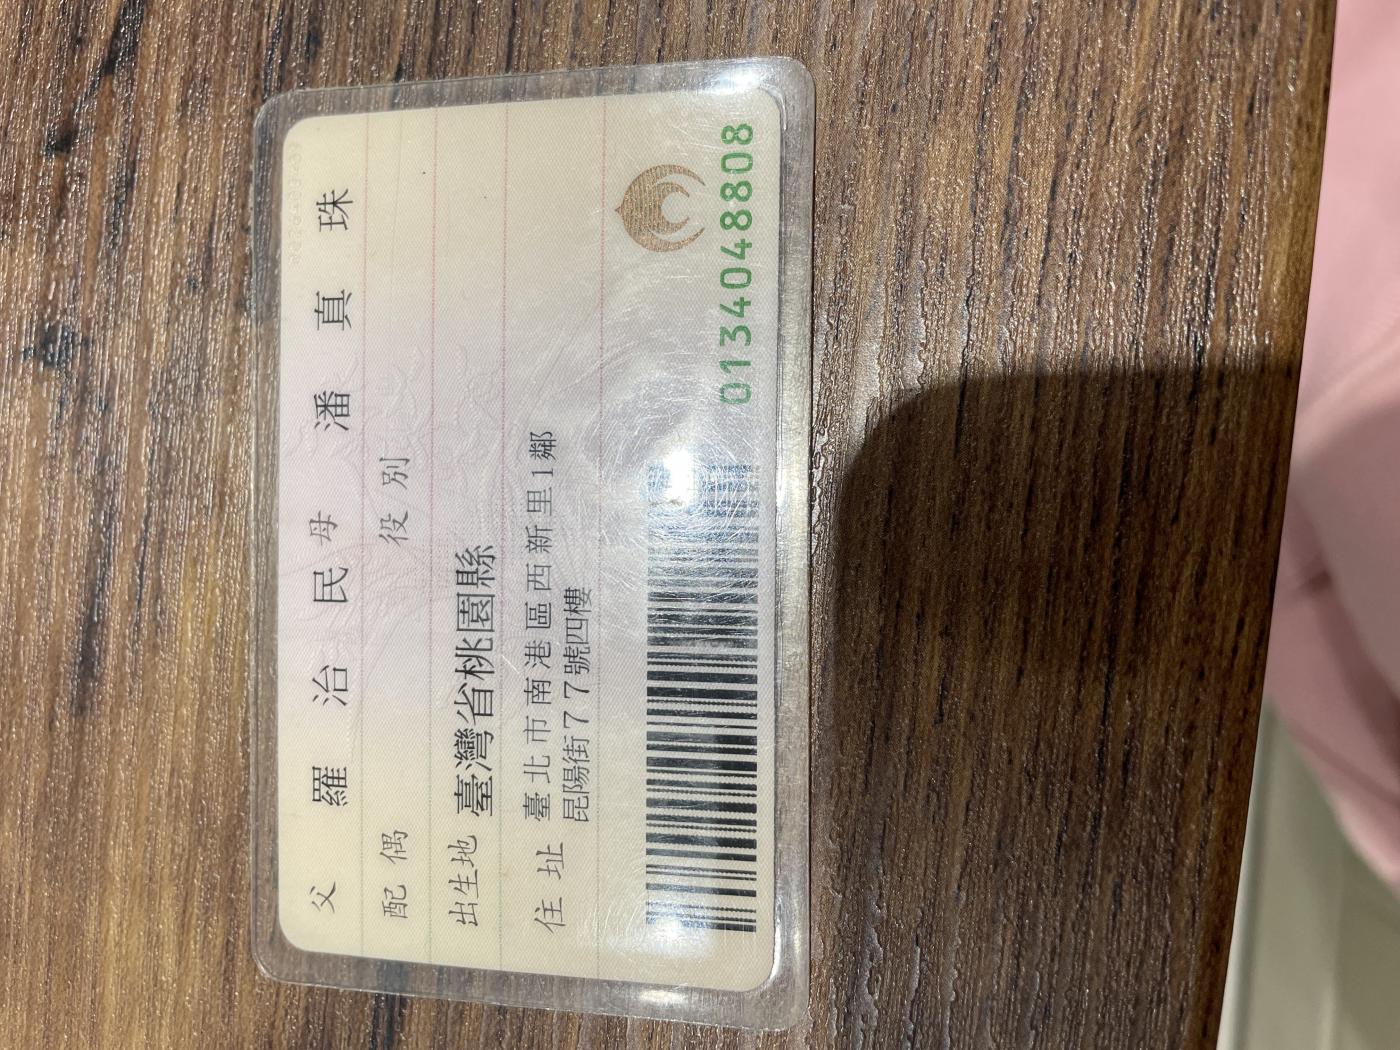 父 羅治民 母 潘真珠
配偶 役別
出生地 臺灣省桃園縣
住址 臺北市南港區西新里1鄰
昆陽街77號四樓
0134048808